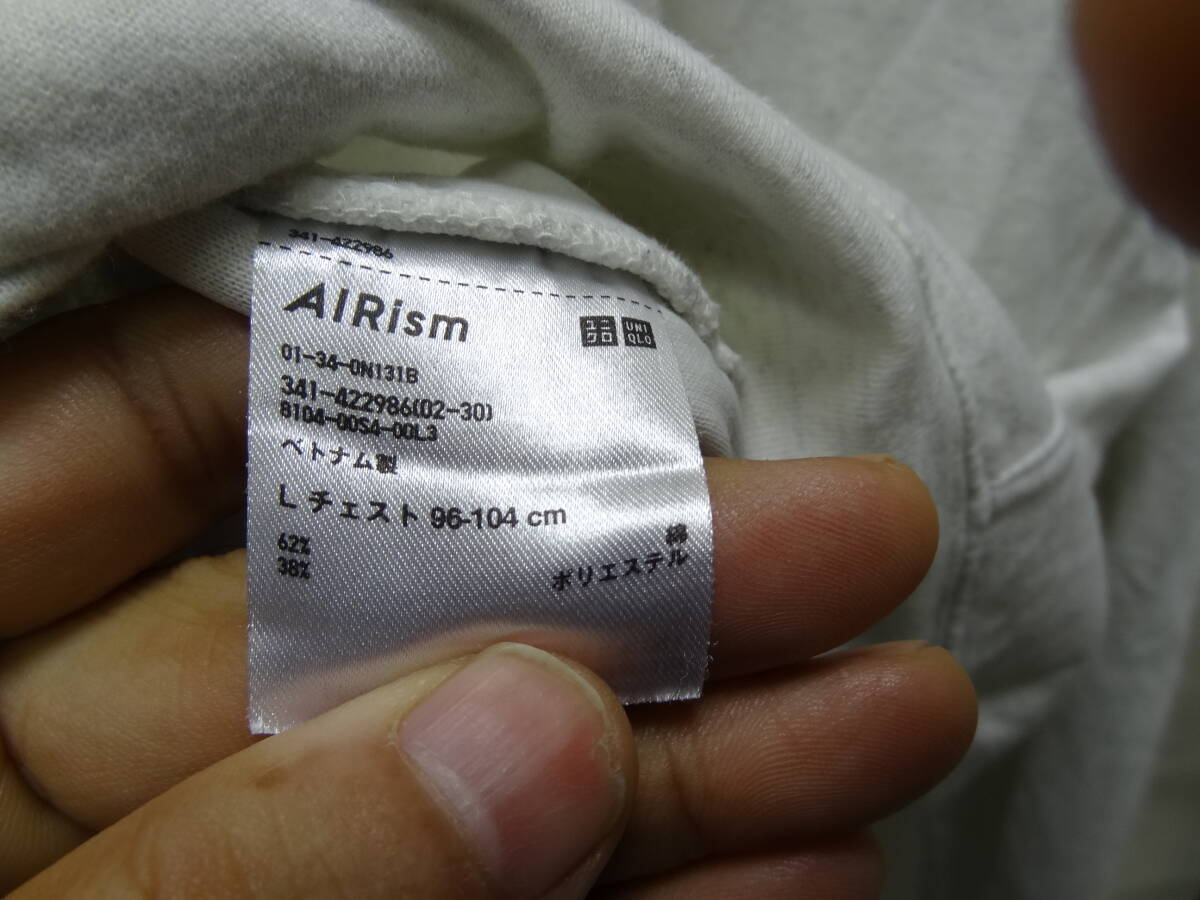 341-422986
AIRism
ユニ
クロ
UNI
QLO
01-34-0N131B
341-422986(02-30)
8104-00S4-00L3
ベトナム製
L チェスト 96-104 cm
62% 綿
38% ポリエステル